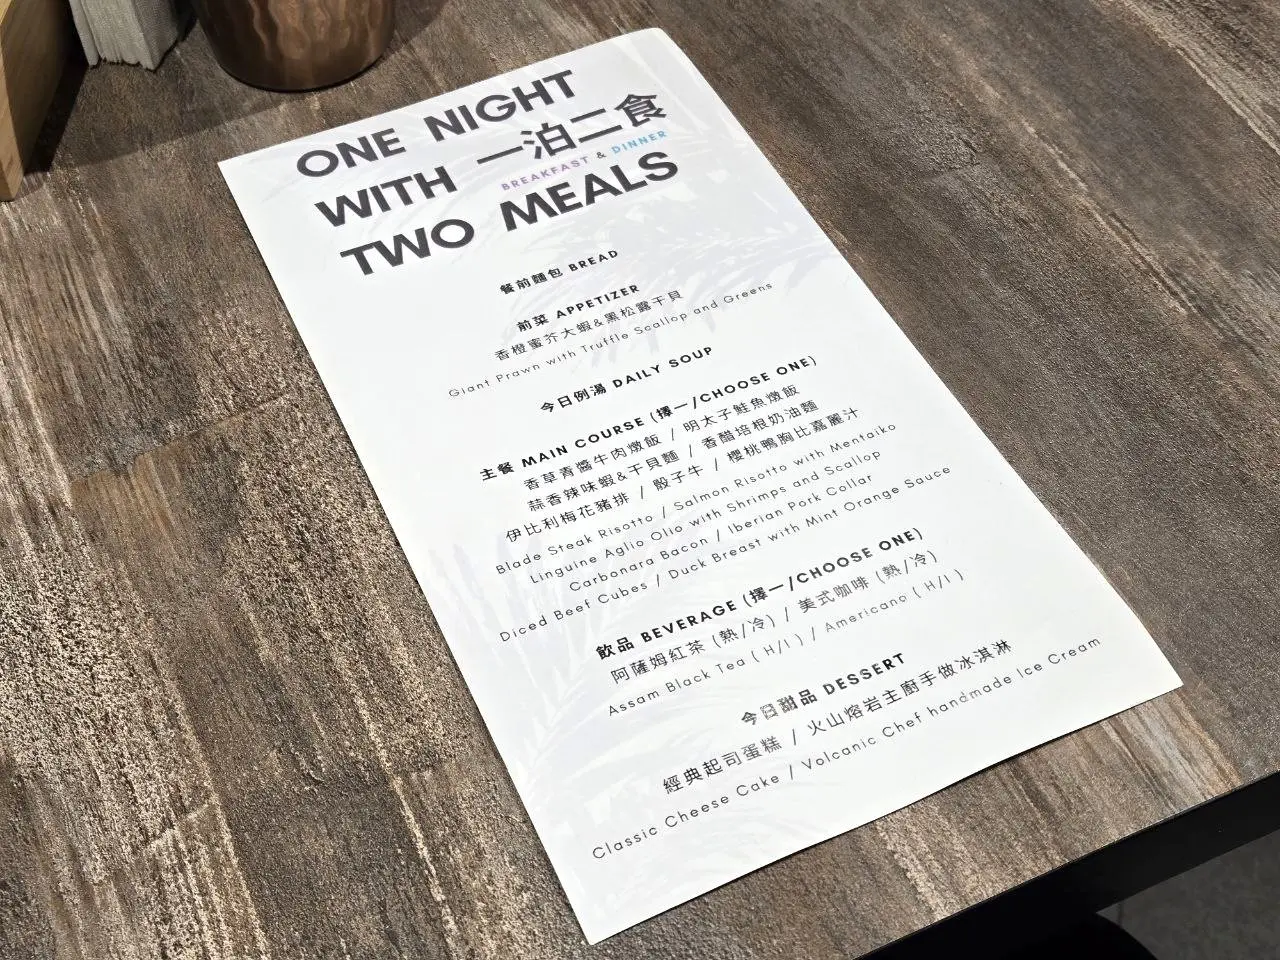 ONE NIGHT
WITH 一泊二食
BREAKFAST & DINNER
TWO MEALS
餐前麵包 BREAD
前菜 APPETIZER
香橙蜜芥大蝦&黑松露干貝
Giant Prawn with Truffle Scallop and Greens
今日例湯 DAILY SOUP
主餐 MAIN COURSE (擇一/CHOOSE ONE)
香草青醬牛肉燉飯 / 明太子鮭魚燉飯
蒜香辣味蝦&干貝麵 / 香醋培根奶油麵
伊比利梅花豬排 / 骰子牛 / 櫻桃鴨胸比嘉麗汁
Blade Steak Risotto / Salmon Risotto with Mentaiko
Linguine Aglio Olio with Shrimps and Scallop
Carbonara Bacon / Iberian Pork Collar
Diced Beef Cubes / Duck Breast with Mint Orange Sauce
飲品 BEVERAGE (擇一/CHOOSE ONE)
阿薩姆紅茶 (熱/冷) / 美式咖啡 (熱/冷)
Assam Black Tea ( H/I ) / Americano ( H/I )
今日甜品 DESSERT
經典起司蛋糕 / 火山熔岩主廚手做冰淇淋
Classic Cheese Cake / Volcanic Chef handmade Ice Cream